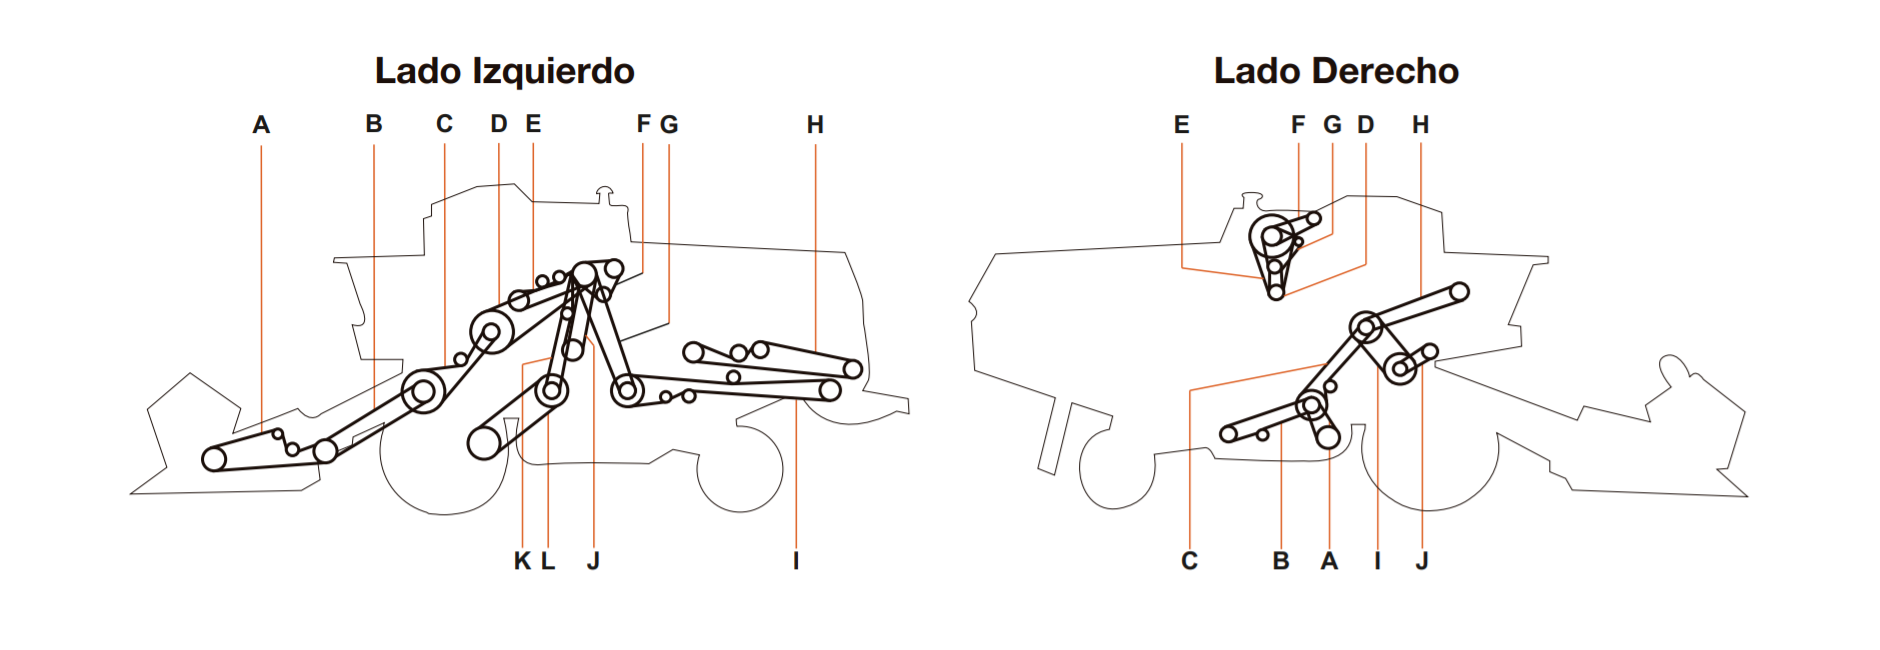 Lado Izquierdo
A B C D E F G H
K L J I
Lado Derecho
E F G D H
C B A I J